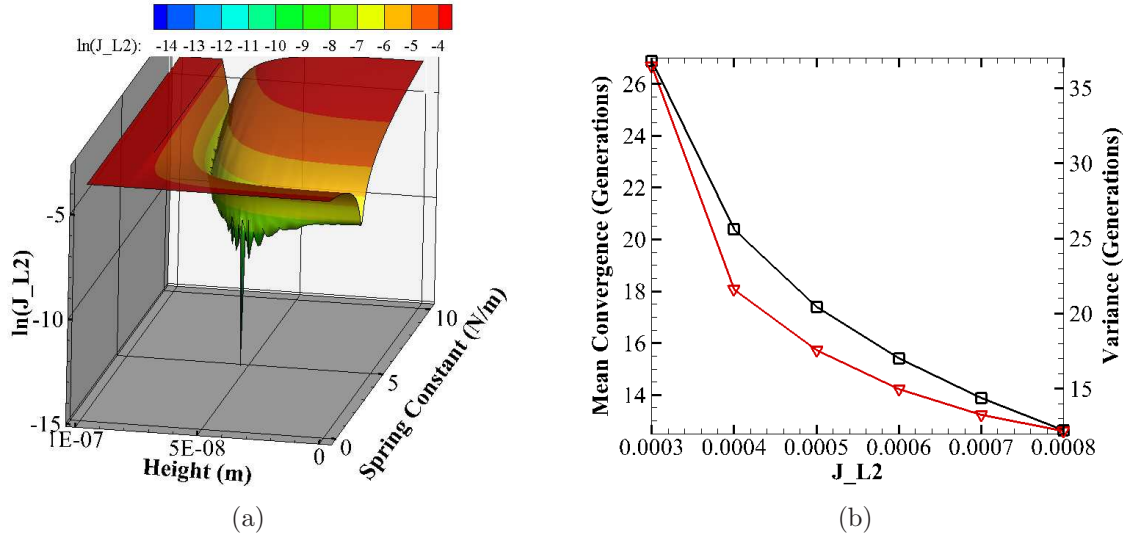 ln(J_L2): -14 -13 -12 -11 -10 -9 -8 -7 -6 -5 -4
ln(J_L2)
-5
-10
-15
1E-07
5E-08
0
Height (m)
0
5
10
Spring Constant (N/m)
(a)
Mean Convergence (Generations)
26
24
22
20
18
16
14
0.0003 0.0004 0.0005 0.0006 0.0007 0.0008
J_L2
35
30
25
20
15
Variance (Generations)
(b)